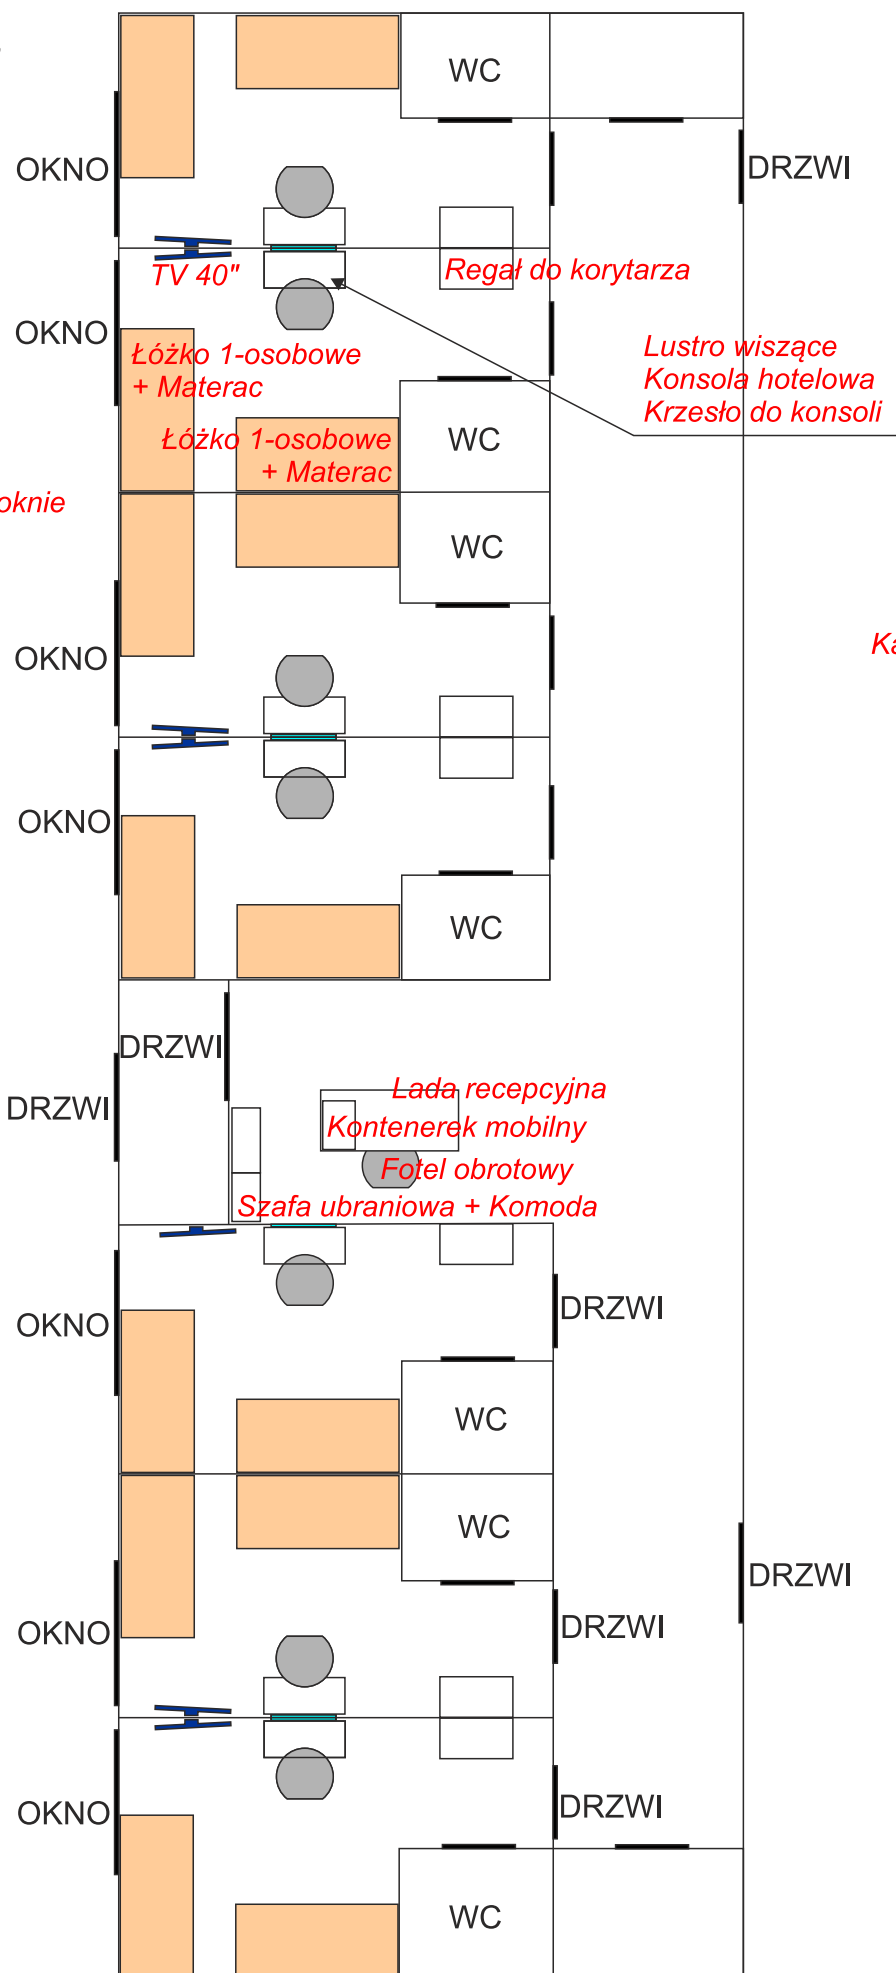 WC
OKNO
DRZWI
TV 40"
Regał do korytarza
OKNO
Łóżko 1-osobowe
+ Materac
Lustro wiszące
Konsola hotelowa
Krzesło do konsoli
Łóżko 1-osobowe
+ Materac
WC
oknie
WC
OKNO
OKNO
WC
DRZWI
DRZWI
Lada recepcyjna
Kontenerek mobilny
Fotel obrotowy
Szafa ubraniowa + Komoda
OKNO
DRZWI
WC
WC
DRZWI
OKNO
DRZWI
OKNO
DRZWI
WC